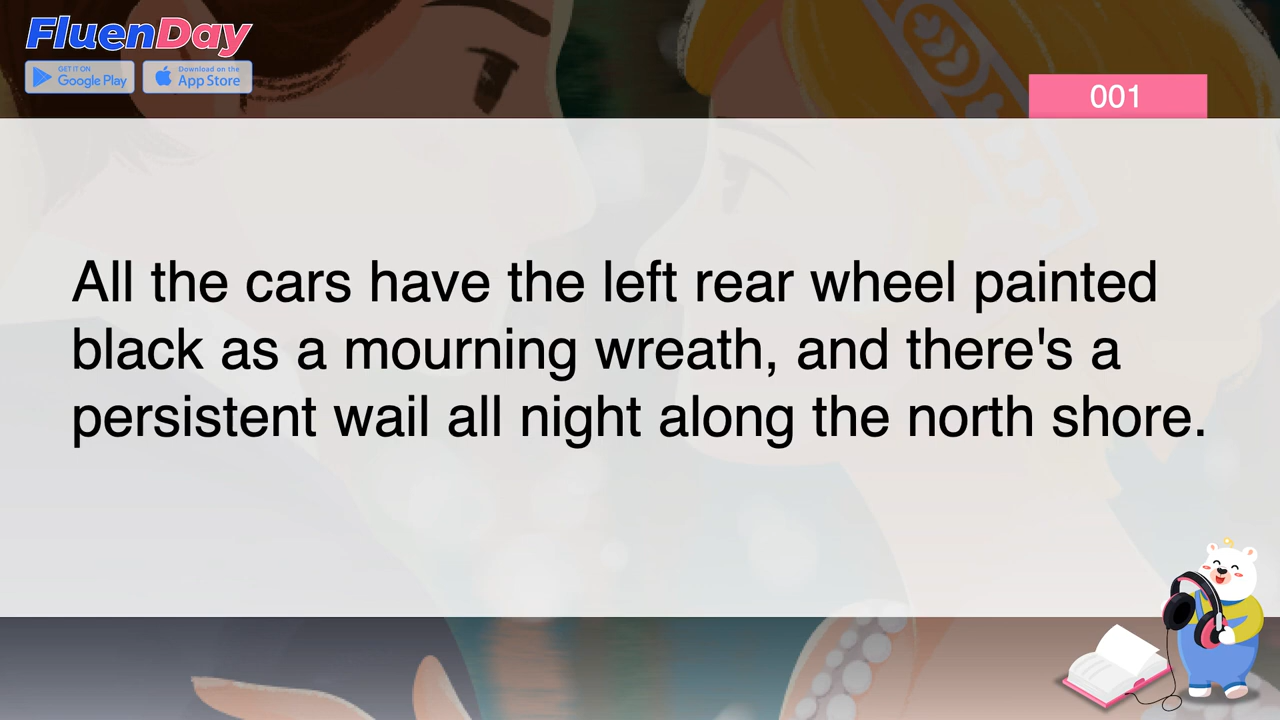 FluenDay
GET IT ON
Google Play
Download on the
App Store
001
All the cars have the left rear wheel painted
black as a mourning wreath, and there's a
persistent wail all night along the north shore.